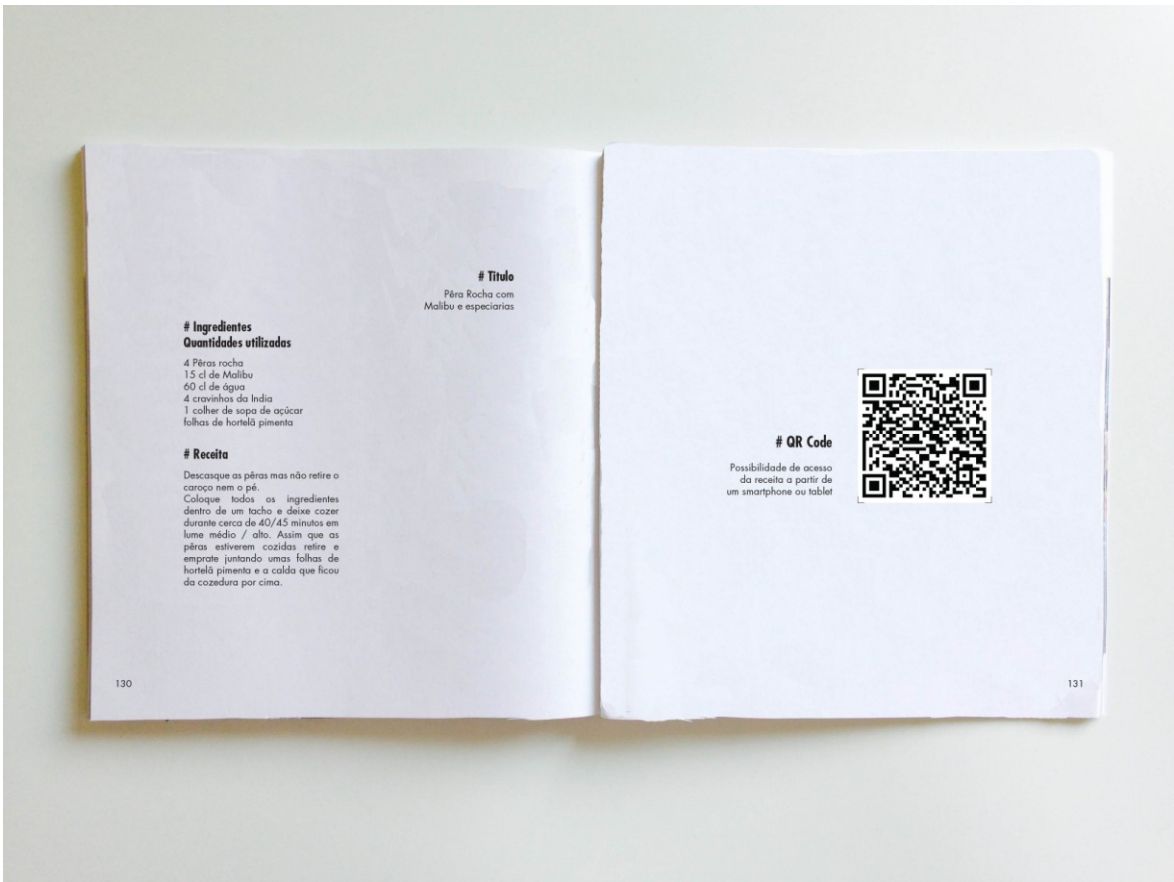 # Título
Pêra Rocha com
Malibu e especiarias
# Ingredientes
Quantidades utilizadas
4 Pêras rocha
15 cl de Malibu
60 cl de água
4 cravinhos da India
1 colher de sopa de açúcar
folhas de hortelã pimenta
# Receita
Descasque as pêras mas não retire o
caroço nem o pé.
Coloque todos os ingredientes
dentro de um tacho e deixe cozer
durante cerca de 40/45 minutos em
lume médio / alto. Assim que as
pêras estiverem cozidas retire e
emprate juntando umas folhas de
hortelã pimenta e a calda que ficou
da cozedura por cima.
130
# QR Code
Possibilidade de acesso
da receita a partir de
um smartphone ou tablet
131